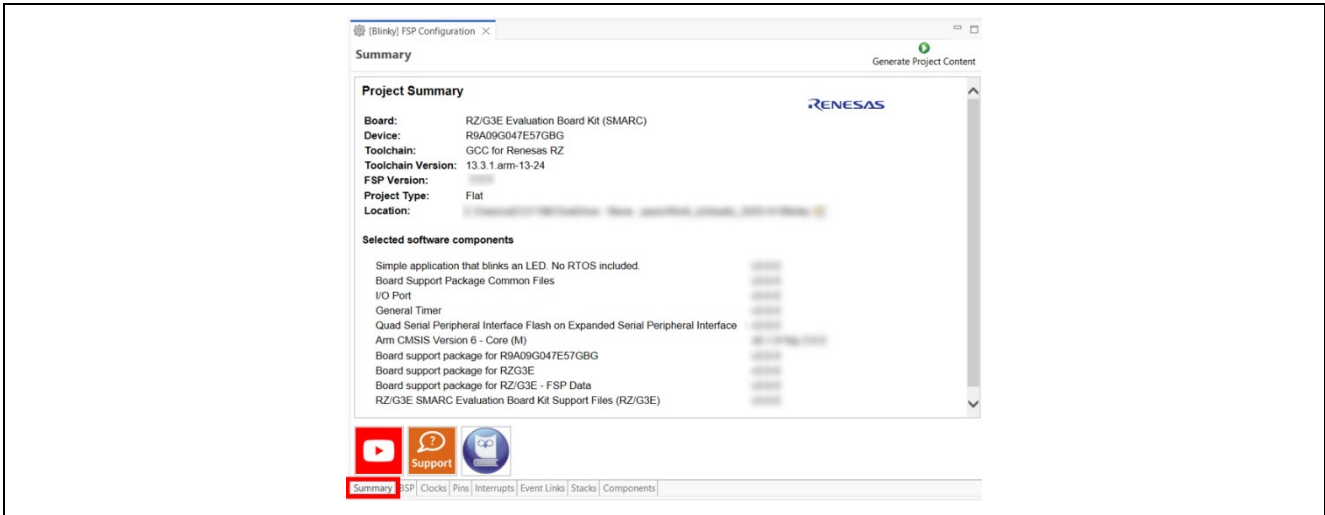 [Blinky] FSP Configuration
Summary
Generate Project Content
Project Summary
RENESAS
Board: RZ/G3E Evaluation Board Kit (SMARC)
Device: R9A09G047E57GBG
Toolchain: GCC for Renesas RZ
Toolchain Version: 13.3.1.arm-13-24
FSP Version:
Project Type: Flat
Location:
Selected software components
Simple application that blinks an LED. No RTOS included.
Board Support Package Common Files
I/O Port
General Timer
Quad Serial Peripheral Interface Flash on Expanded Serial Peripheral Interface
Arm CMSIS Version 6 - Core (M)
Board support package for R9A09G047E57GBG
Board support package for RZG3E
Board support package for RZ/G3E - FSP Data
RZ/G3E SMARC Evaluation Board Kit Support Files (RZ/G3E)
?
Support
Summary BSP Clocks Pins Interrupts Event Links Stacks Components